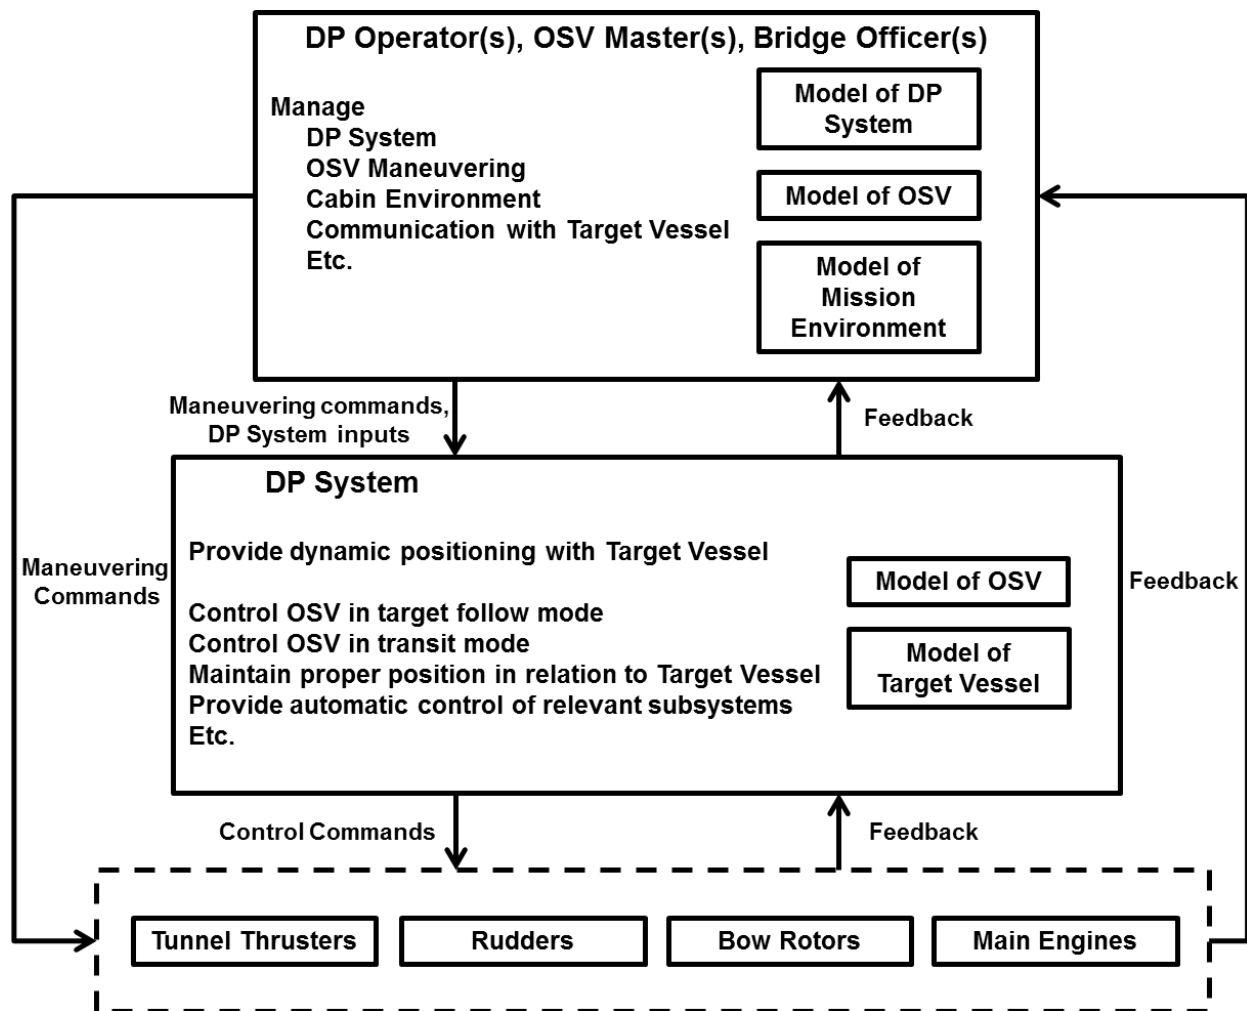 DP Operator(s), OSV Master(s), Bridge Officer(s)
Manage
DP System
OSV Maneuvering
Cabin Environment
Communication with Target Vessel
Etc.
Model of DP
System
Model of OSV
Model of
Mission
Environment
Maneuvering commands,
DP System inputs
Feedback
DP System
Provide dynamic positioning with Target Vessel
Control OSV in target follow mode
Control OSV in transit mode
Maintain proper position in relation to Target Vessel
Provide automatic control of relevant subsystems
Etc.
Model of OSV
Model of
Target Vessel
Maneuvering
Commands
Feedback
Control Commands
Feedback
Tunnel Thrusters
Rudders
Bow Rotors
Main Engines